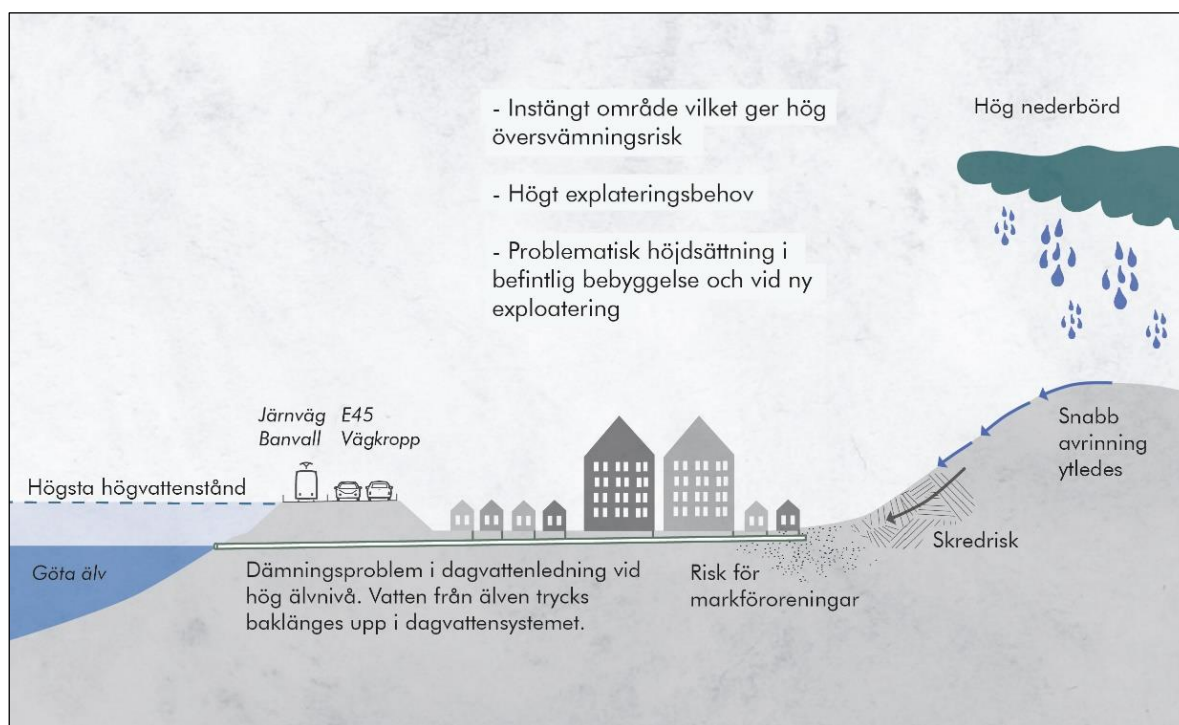 - Instängt område vilket ger hög
översvämningsrisk
- Högt explateringsbehov
- Problematisk höjdsättning i
befintlig bebyggelse och vid ny
exploatering
Hög nederbörd
Järnväg
Banvall
E45
Vägkropp
Snabb
avrinning
ytledes
Högsta högvattenstånd
Skredrisk
Göta älv
Dämningsproblem i dagvattenledning vid
hög älvnivå. Vatten från älven trycks
baklänges upp i dagvattensystemet.
Risk för
markföroreningar